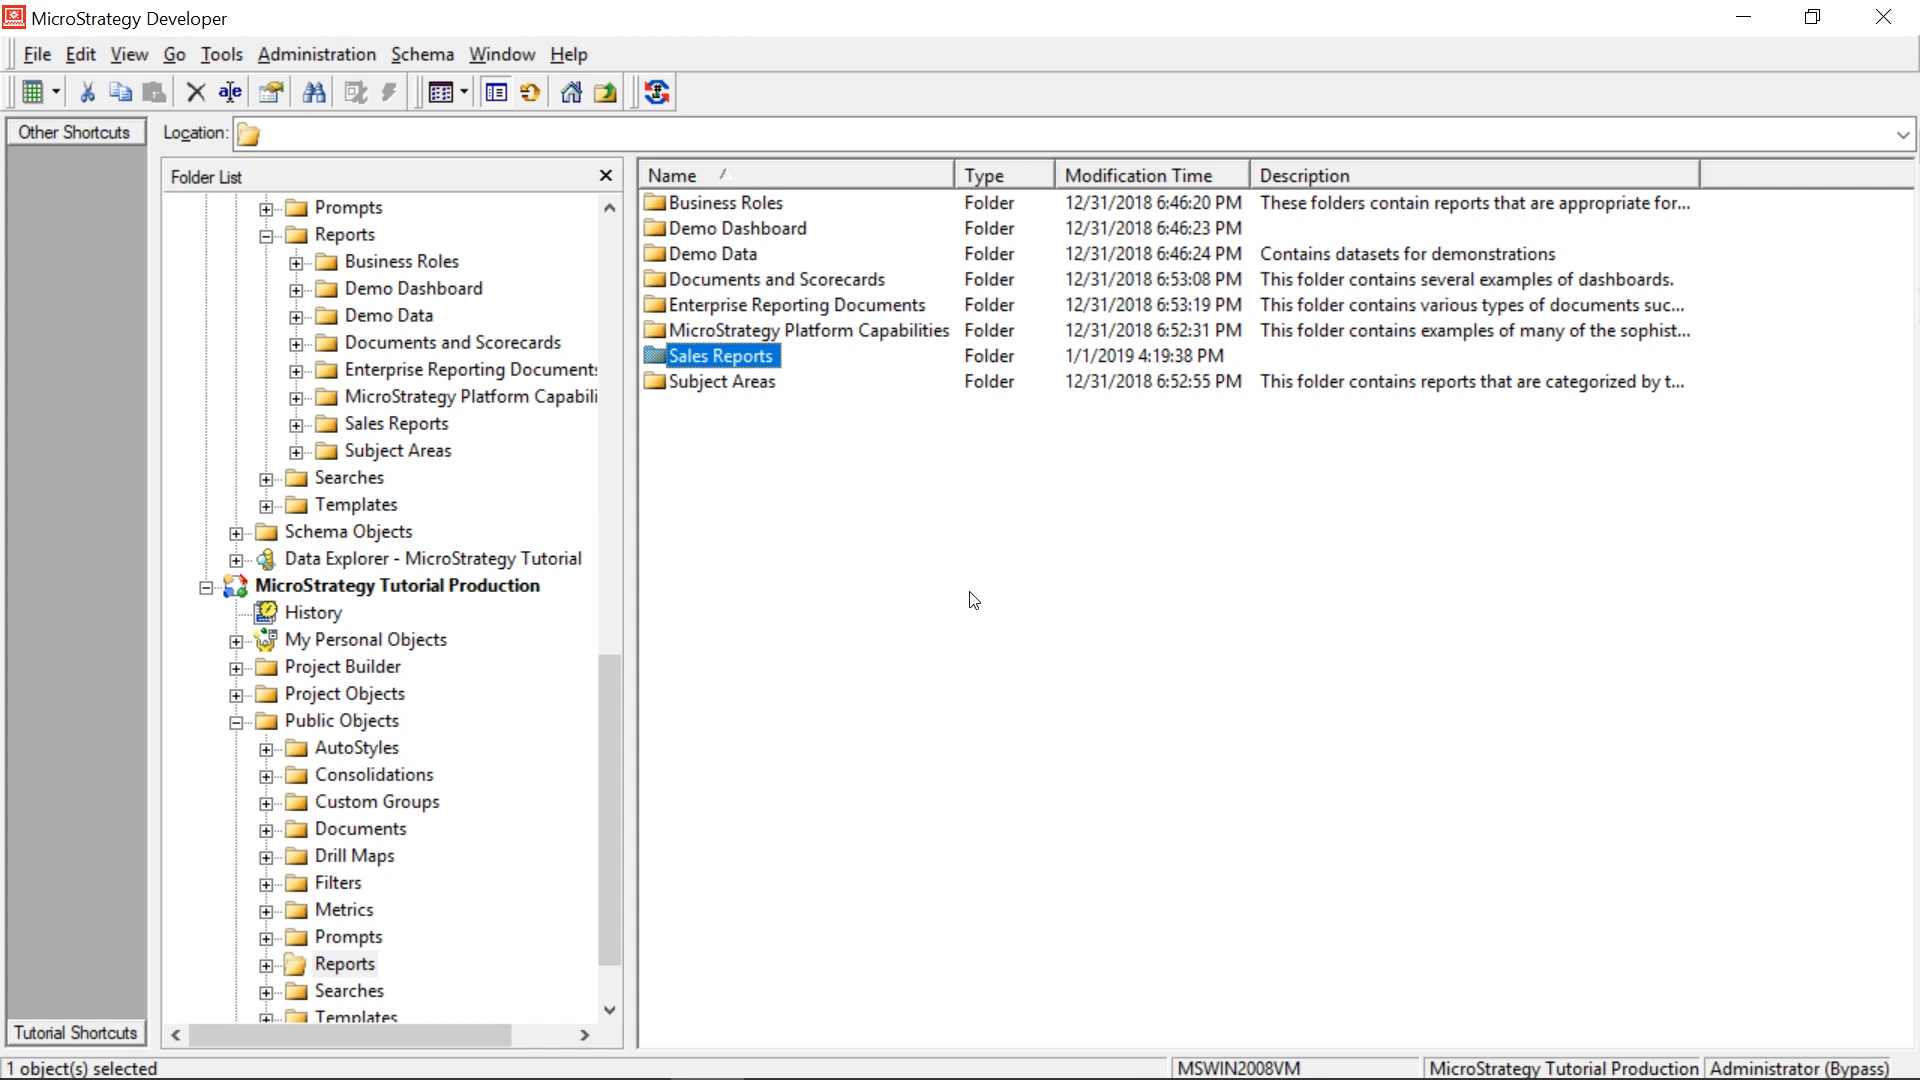 MicroStrategy Developer
File Edit View Go Tools Administration Schema Window Help
Other Shortcuts
Location:
Folder List
Prompts
Reports
Business Roles
Demo Dashboard
Demo Data
Documents and Scorecards
Enterprise Reporting Documents
MicroStrategy Platform Capabili
Sales Reports
Subject Areas
Searches
Templates
Schema Objects
Data Explorer - MicroStrategy Tutorial
MicroStrategy Tutorial Production
History
My Personal Objects
Project Builder
Project Objects
Public Objects
AutoStyles
Consolidations
Custom Groups
Documents
Drill Maps
Filters
Metrics
Prompts
Reports
Searches
Templates
Tutorial Shortcuts
Name Type Modification Time Description
Business Roles Folder 12/31/2018 6:46:20 PM These folders contain reports that are appropriate for...
Demo Dashboard Folder 12/31/2018 6:46:23 PM
Demo Data Folder 12/31/2018 6:46:24 PM Contains datasets for demonstrations
Documents and Scorecards Folder 12/31/2018 6:53:08 PM This folder contains several examples of dashboards.
Enterprise Reporting Documents Folder 12/31/2018 6:53:19 PM This folder contains various types of documents suc...
MicroStrategy Platform Capabilities Folder 12/31/2018 6:52:31 PM This folder contains examples of many of the sophist...
Sales Reports Folder 1/1/2019 4:19:38 PM
Subject Areas Folder 12/31/2018 6:52:55 PM This folder contains reports that are categorized by t...
1 object(s) selected MSWIN2008VM MicroStrategy Tutorial Production Administrator (Bypass)